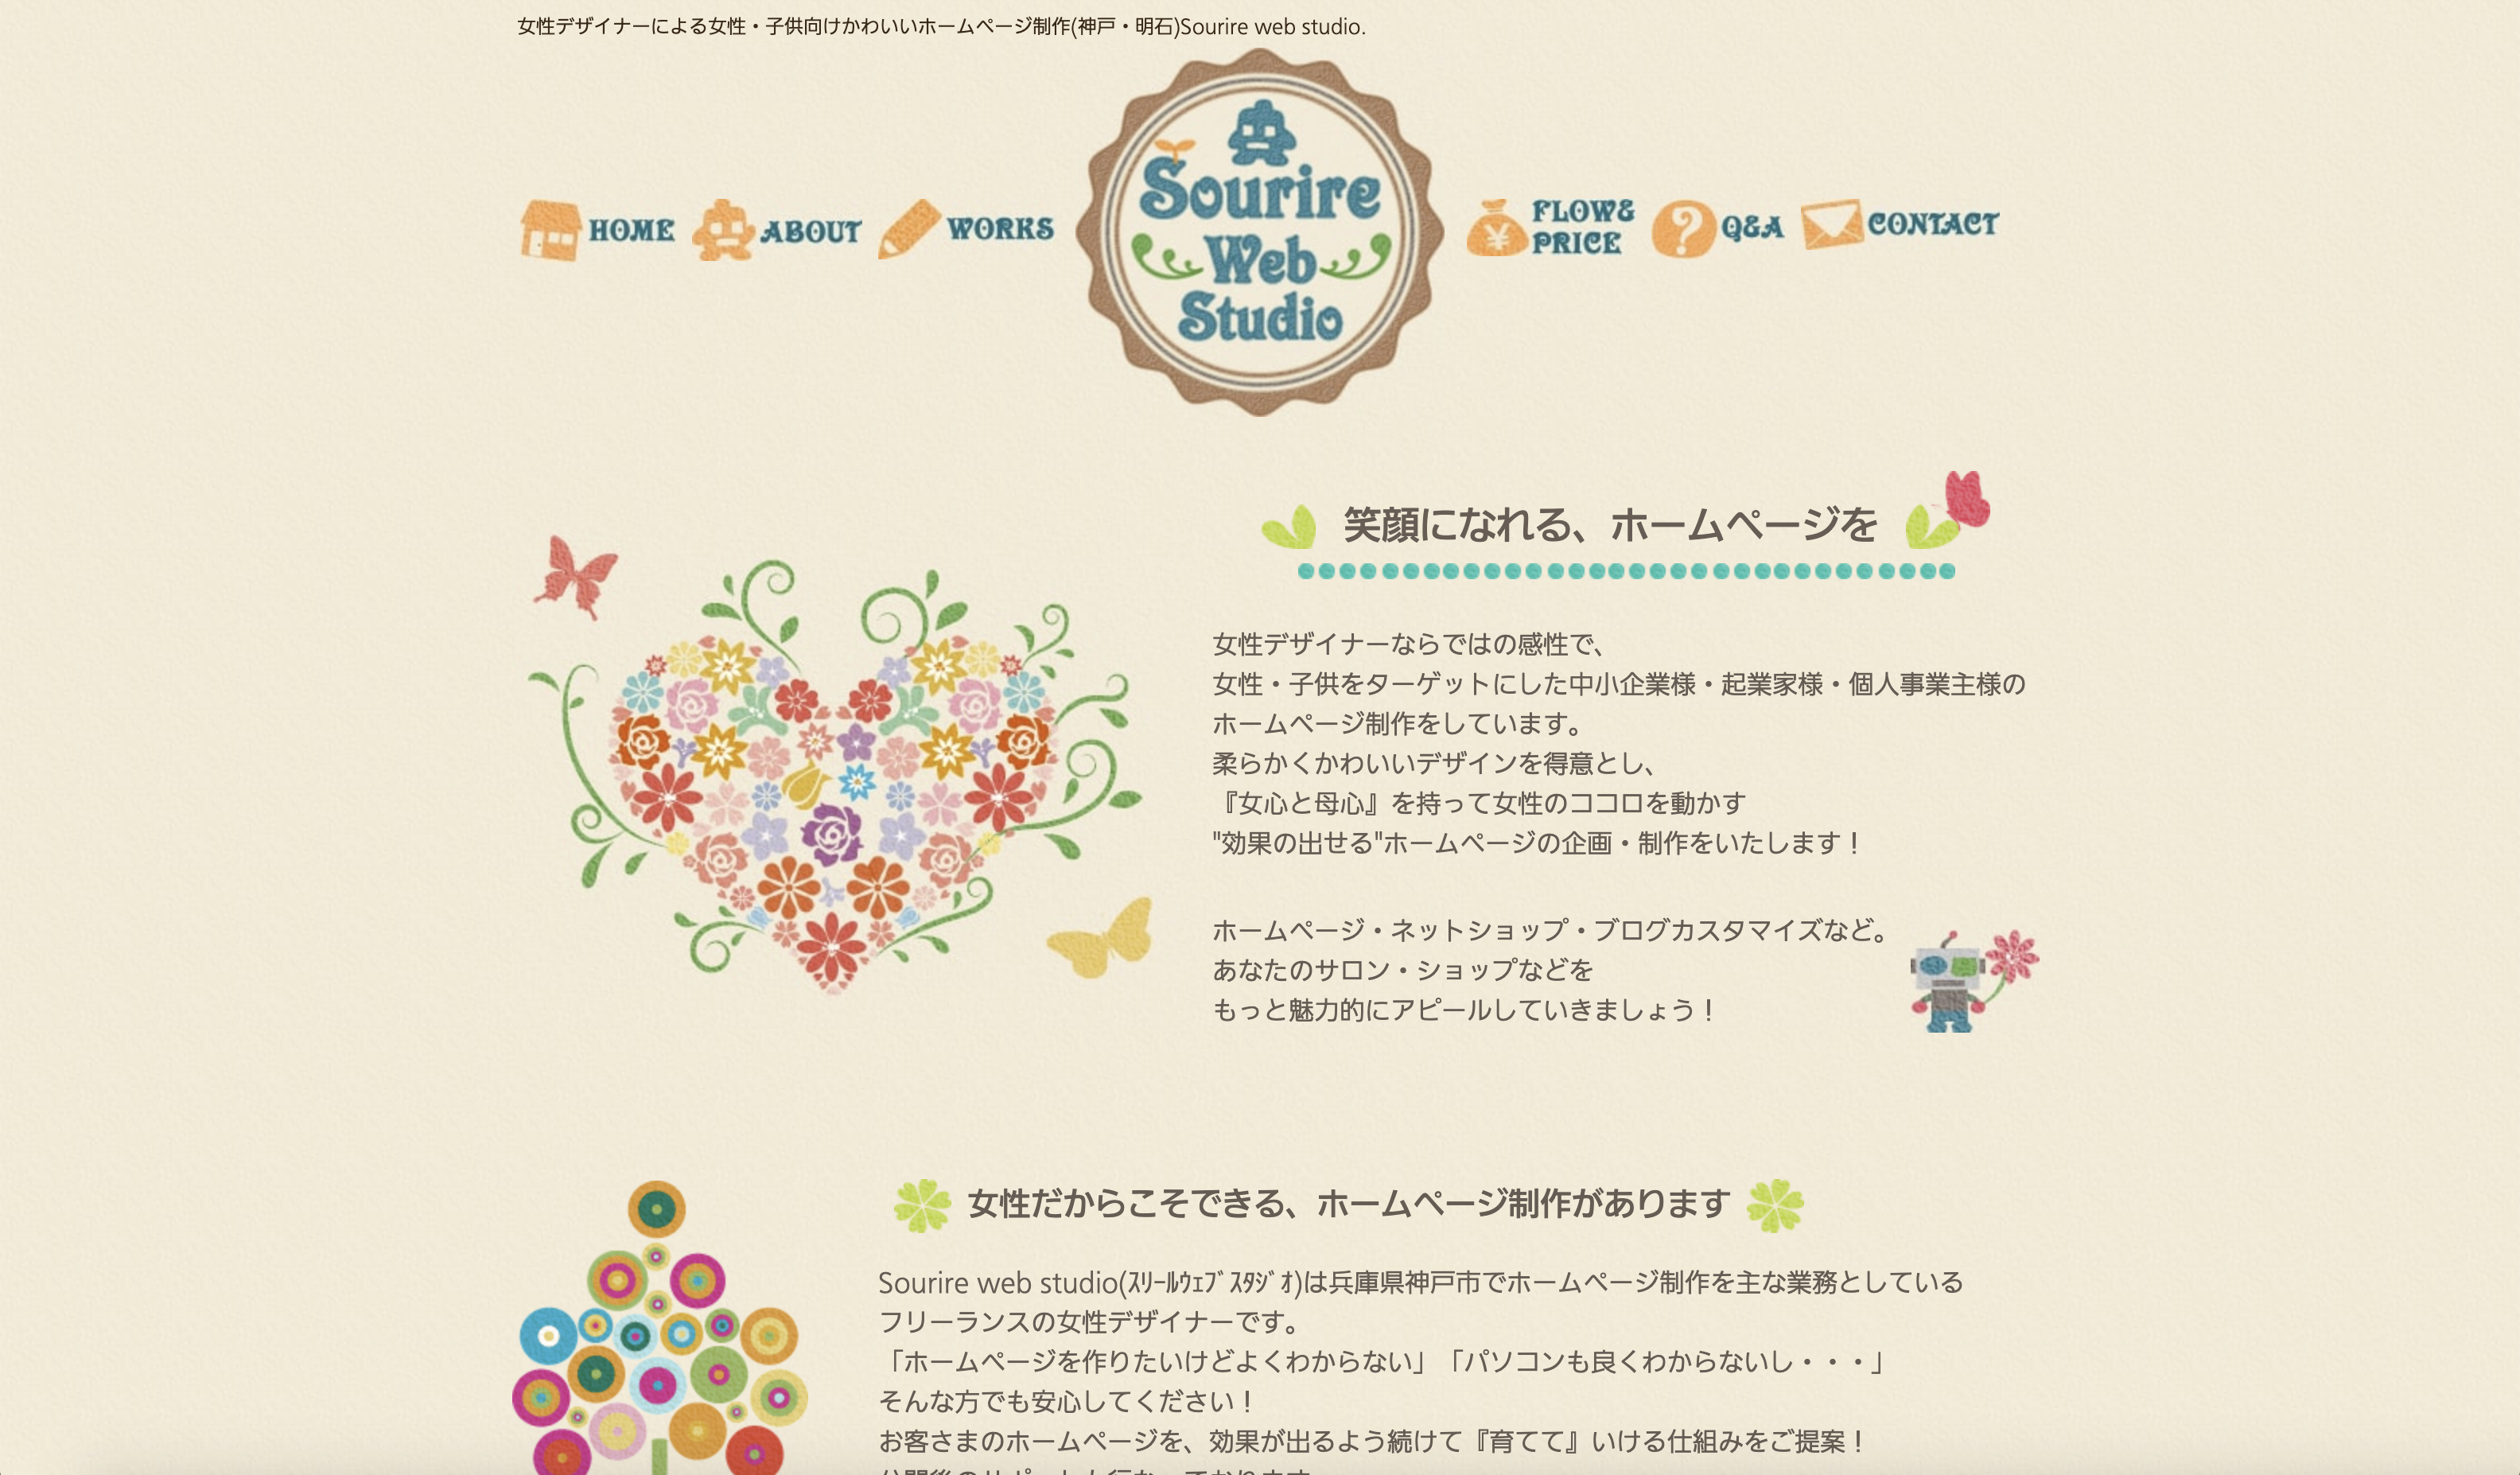 女性デザイナーによる女性・子供向けかわいいホームページ制作(神戸・明石)Sourire web studio.
HOME
ABOUT
WORKS
Sourire
Web
Studio
FLOW&
PRICE
Q&A
CONTACT
笑顔になれる、ホームページを
女性デザイナーならではの感性で、
女性・子供をターゲットにした中小企業様・起業家様・個人事業主様の
ホームページ制作をしています。
柔らかくかわいいデザインを得意とし、
『女心と母心』を持って女性のココロを動かす
"効果の出せる"ホームページの企画・制作をいたします！
ホームページ・ネットショップ・ブログカスタマイズなど。
あなたのサロン・ショップなどを
もっと魅力的にアピールしていきましょう！
女性だからこそできる、ホームページ制作があります
Sourire web studio(ｽﾘｰﾙｳｪﾌﾞｽﾀｼﾞｵ)は兵庫県神戸市でホームページ制作を主な業務としている
フリーランスの女性デザイナーです。
「ホームページを作りたいけどよくわからない」「パソコンも良くわからないし・・・」
そんな方でも安心してください！
お客さまのホームページを、効果が出るよう続けて『育てて』いける仕組みをご提案！